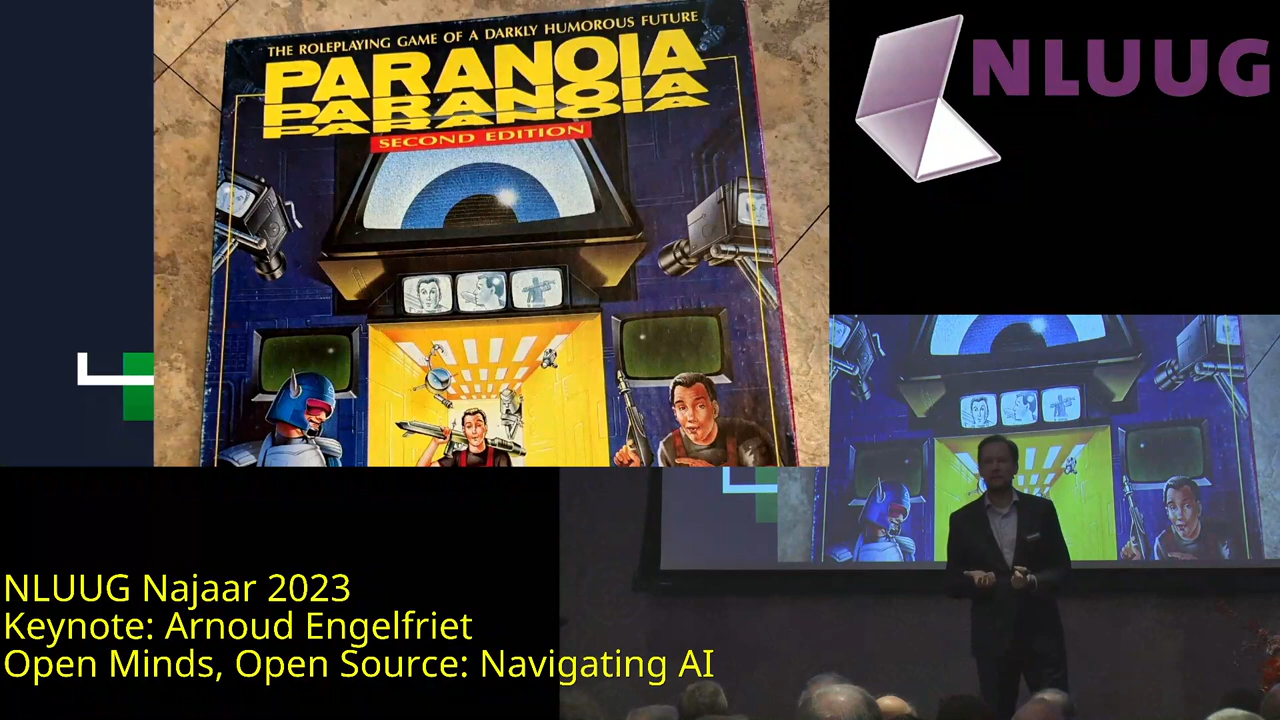 THE ROLEPLAYING GAME OF A DARKLY HUMOROUS FUTURE
PARANOIA
PARANOIA
PARANOIA
SECOND EDITION
NLUUG
NLUUG Najaar 2023
Keynote: Arnoud Engelfriet
Open Minds, Open Source: Navigating AI